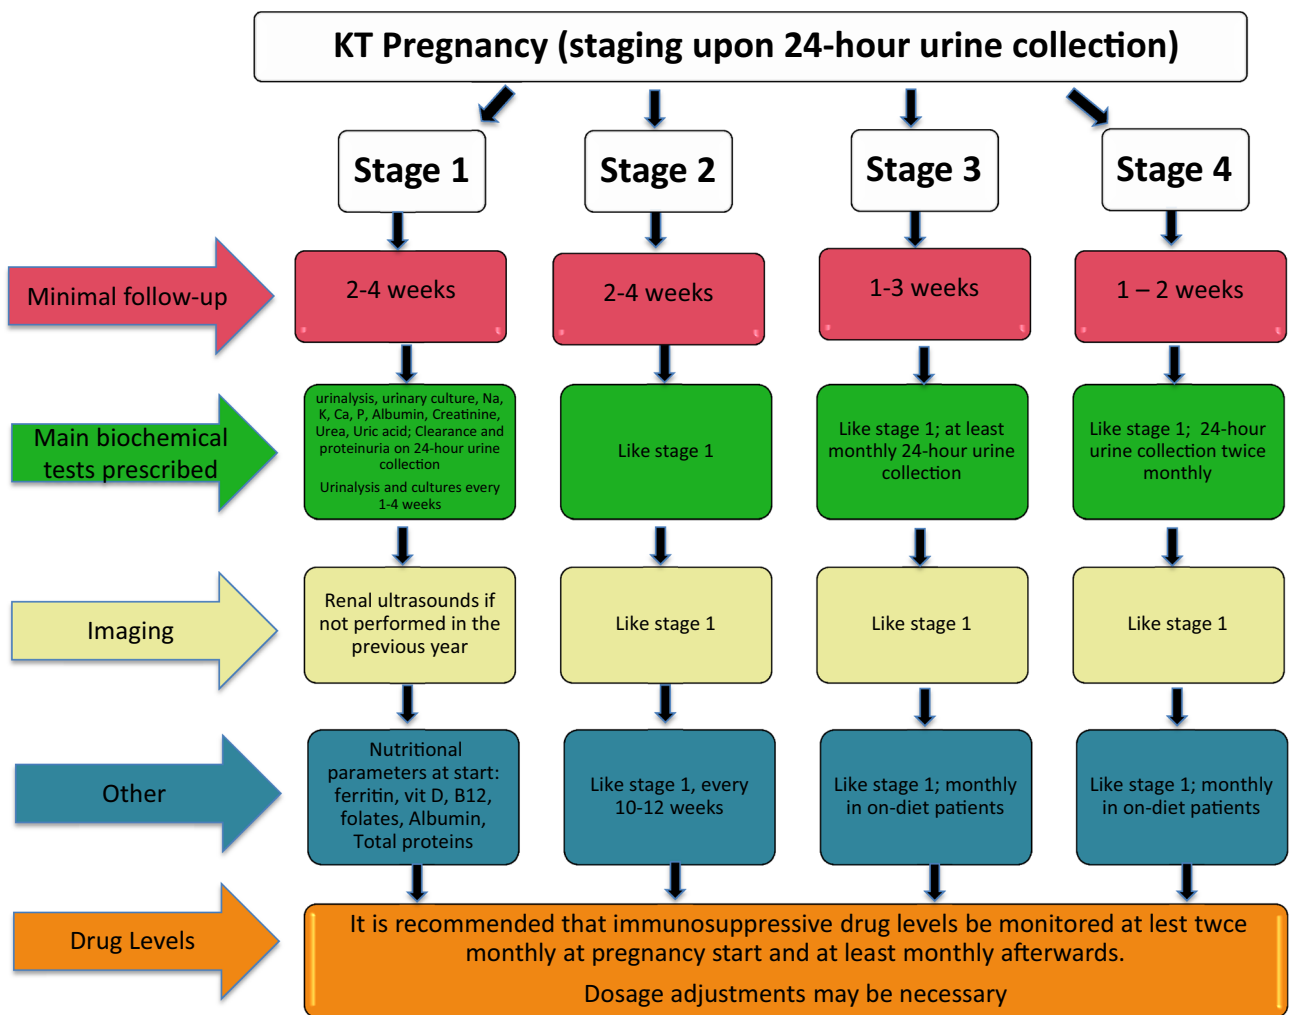 KT Pregnancy (staging upon 24-hour urine collection)
Stage 1
Stage 2
Stage 3
Stage 4
Minimal follow-up
2-4 weeks
2-4 weeks
1-3 weeks
1 – 2 weeks
Main biochemical
tests prescribed
urinalysis, urinary culture, Na,
K, Ca, P, Albumin, Creatinine,
Urea, Uric acid; Clearance and
proteinuria on 24-hour urine
collection
Urinalysis and cultures every
1-4 weeks
Like stage 1
Like stage 1; at least
monthly 24-hour urine
collection
Like stage 1; 24-hour
urine collection twice
monthly
Imaging
Renal ultrasounds if
not performed in the
previous year
Like stage 1
Like stage 1
Like stage 1
Other
Nutritional
parameters at start:
ferritin, vit D, B12,
folates, Albumin,
Total proteins
Like stage 1, every
10-12 weeks
Like stage 1; monthly
in on-diet patients
Like stage 1; monthly
in on-diet patients
Drug Levels
It is recommended that immunosuppressive drug levels be monitored at lest twce
monthly at pregnancy start and at least monthly afterwards.
Dosage adjustments may be necessary